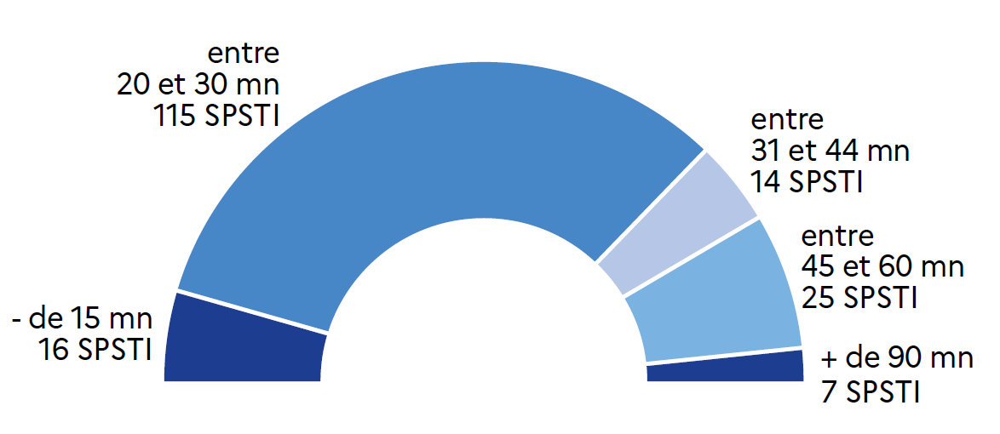 entre
20 et 30 mn
115 SPSTI
entre
31 et 44 mn
14 SPSTI
entre
45 et 60 mn
25 SPSTI
- de 15 mn
16 SPSTI
+ de 90 mn
7 SPSTI